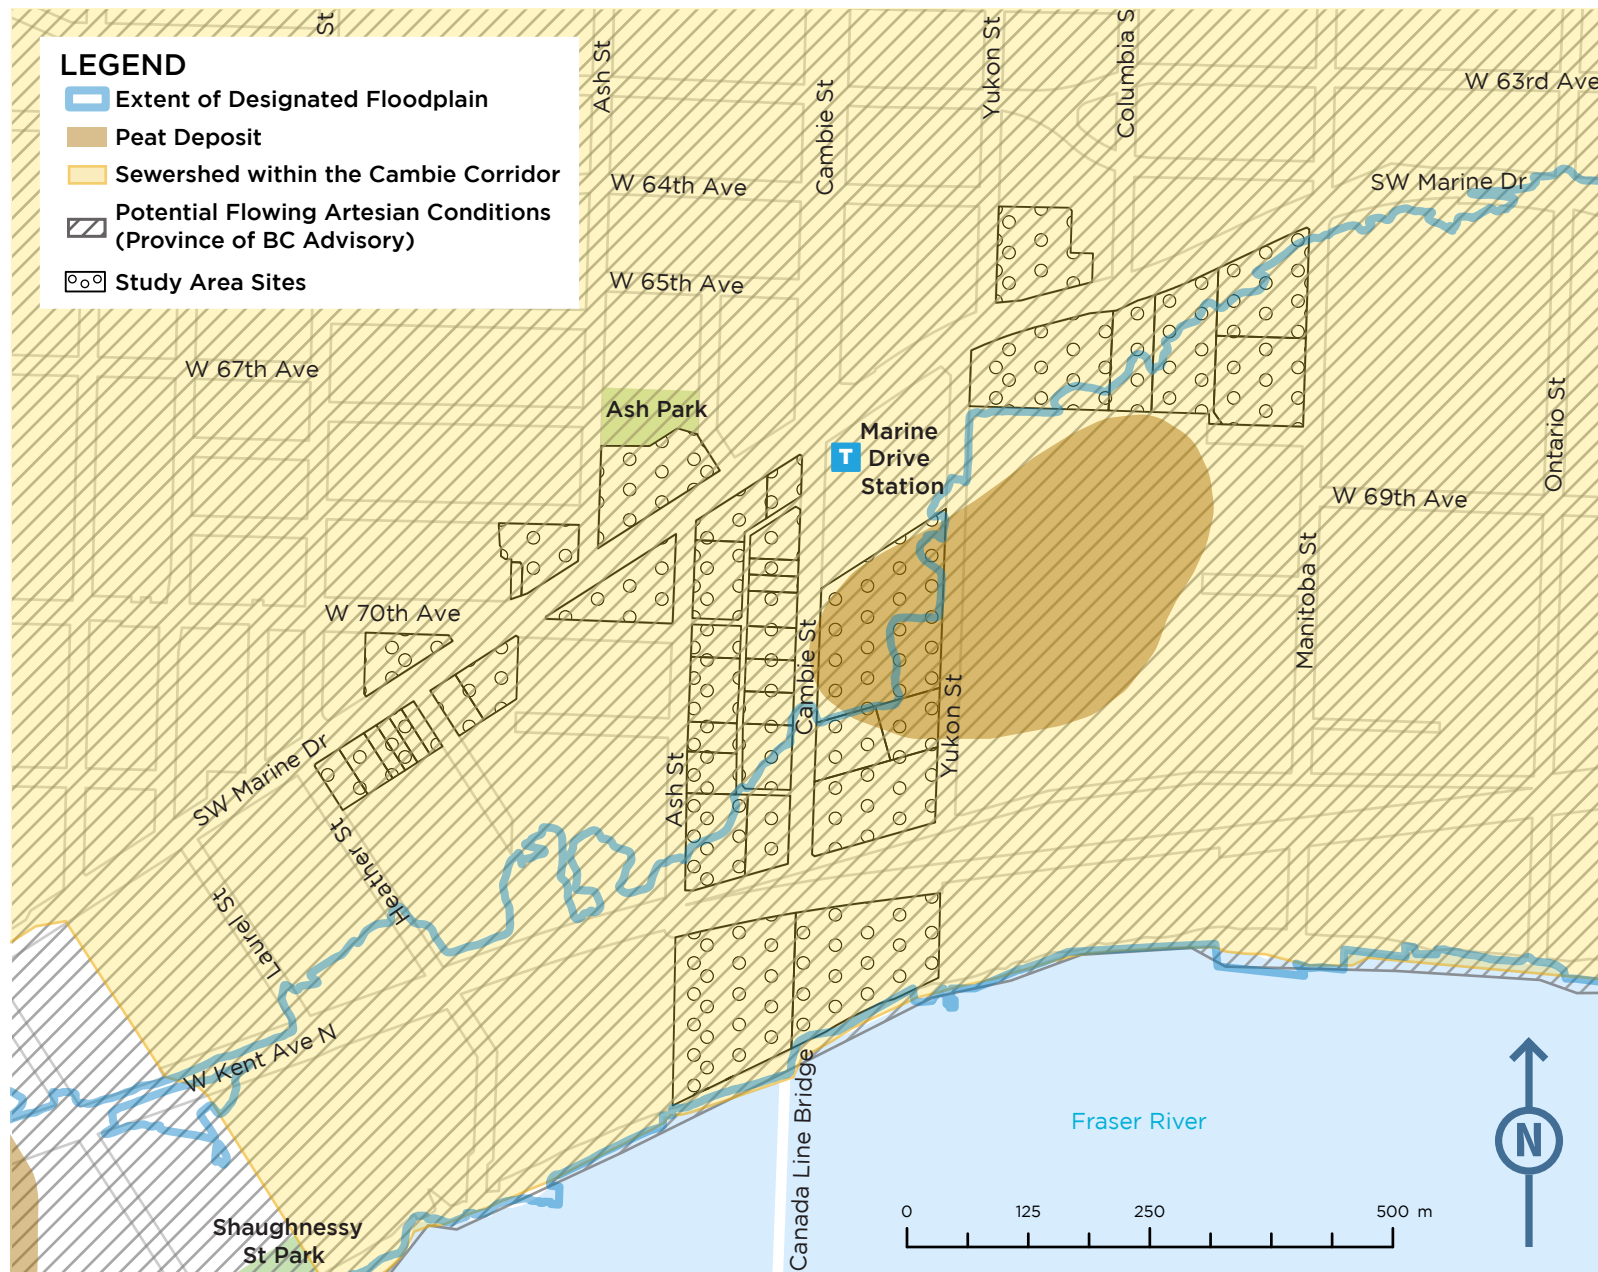 St
Ash St
Cambie St
Yukon St
Columbia S
W 63rd Ave
LEGEND
Extent of Designated Floodplain
Peat Deposit
Sewershed within the Cambie Corridor
Potential Flowing Artesian Conditions
(Province of BC Advisory)
Study Area Sites
W 64th Ave
SW Marine Dr
W 65th Ave
W 67th Ave
Ash Park
T
Marine
Drive
Station
Ontario St
W 69th Ave
Manitoba St
W 70th Ave
Cambie St
Yukon St
Ash St
SW Marine Dr
Heather St
Laurel St
W Kent Ave N
Canada Line Bridge
Fraser River
N
Shaughnessy
St Park
0 125 250 500 m